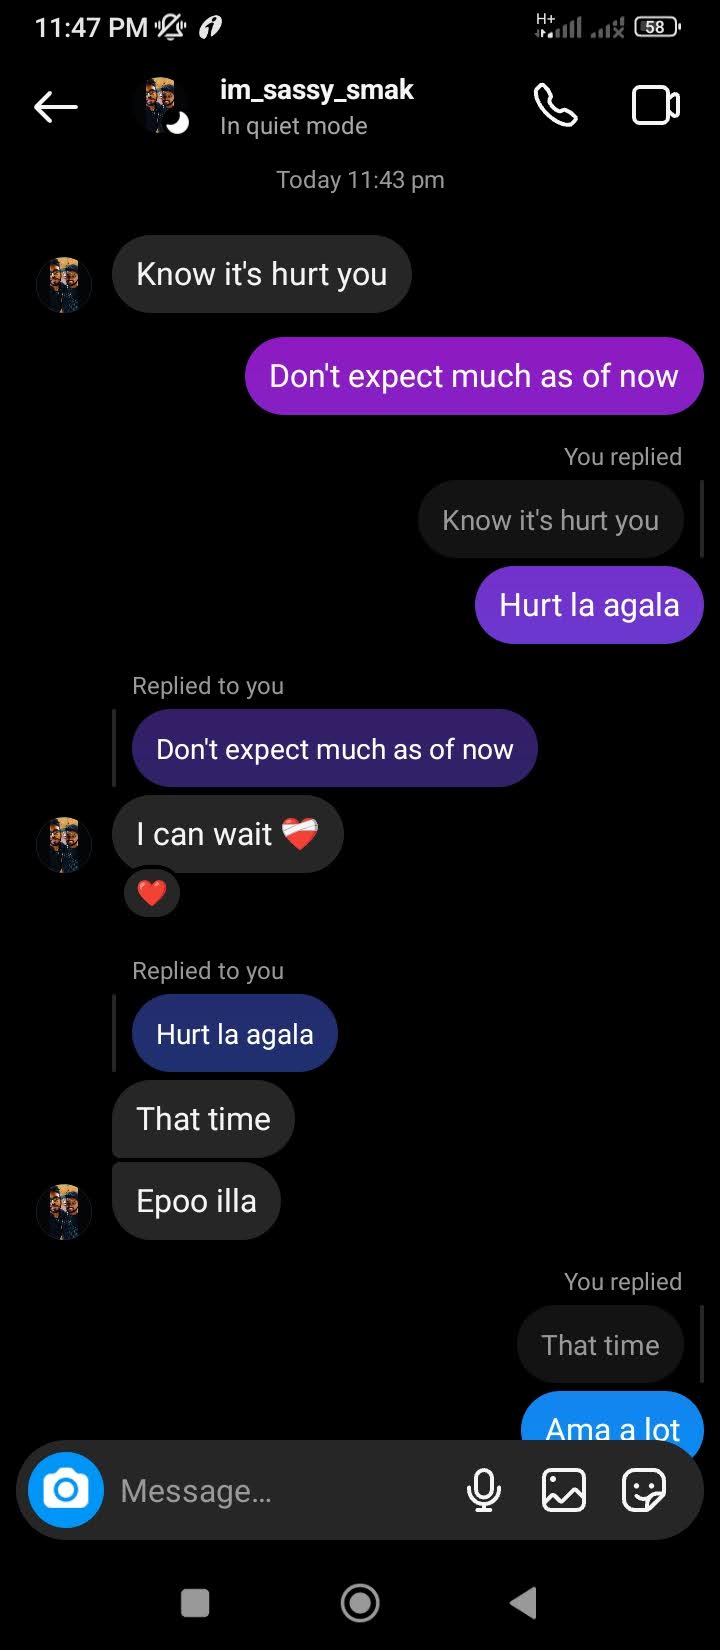 11:47 PM
H+
58
im_sassy_smak
In quiet mode
Today 11:43 pm
Know it's hurt you
Don't expect much as of now
You replied
Know it's hurt you
Hurt la agala
Replied to you
Don't expect much as of now
I can wait ❤️‍🩹
❤️
Replied to you
Hurt la agala
That time
Epoo illa
You replied
That time
Ama a lot
Message...